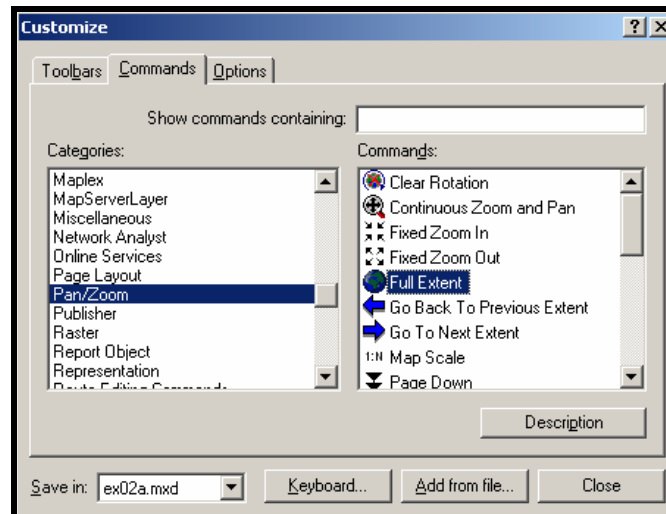 Customize
Toolbars Commands Options
Show commands containing:
Categories: Commands:
Maplex
MapServerLayer
Miscellaneous
Network Analyst
Online Services
Page Layout
Pan/Zoom
Publisher
Raster
Report Object
Representation
Route Editing Commands
Clear Rotation
Continuous Zoom and Pan
Fixed Zoom In
Fixed Zoom Out
Full Extent
Go Back To Previous Extent
Go To Next Extent
1:N Map Scale
Page Down
Description
Save in: ex02a.mxd Keyboard... Add from file... Close